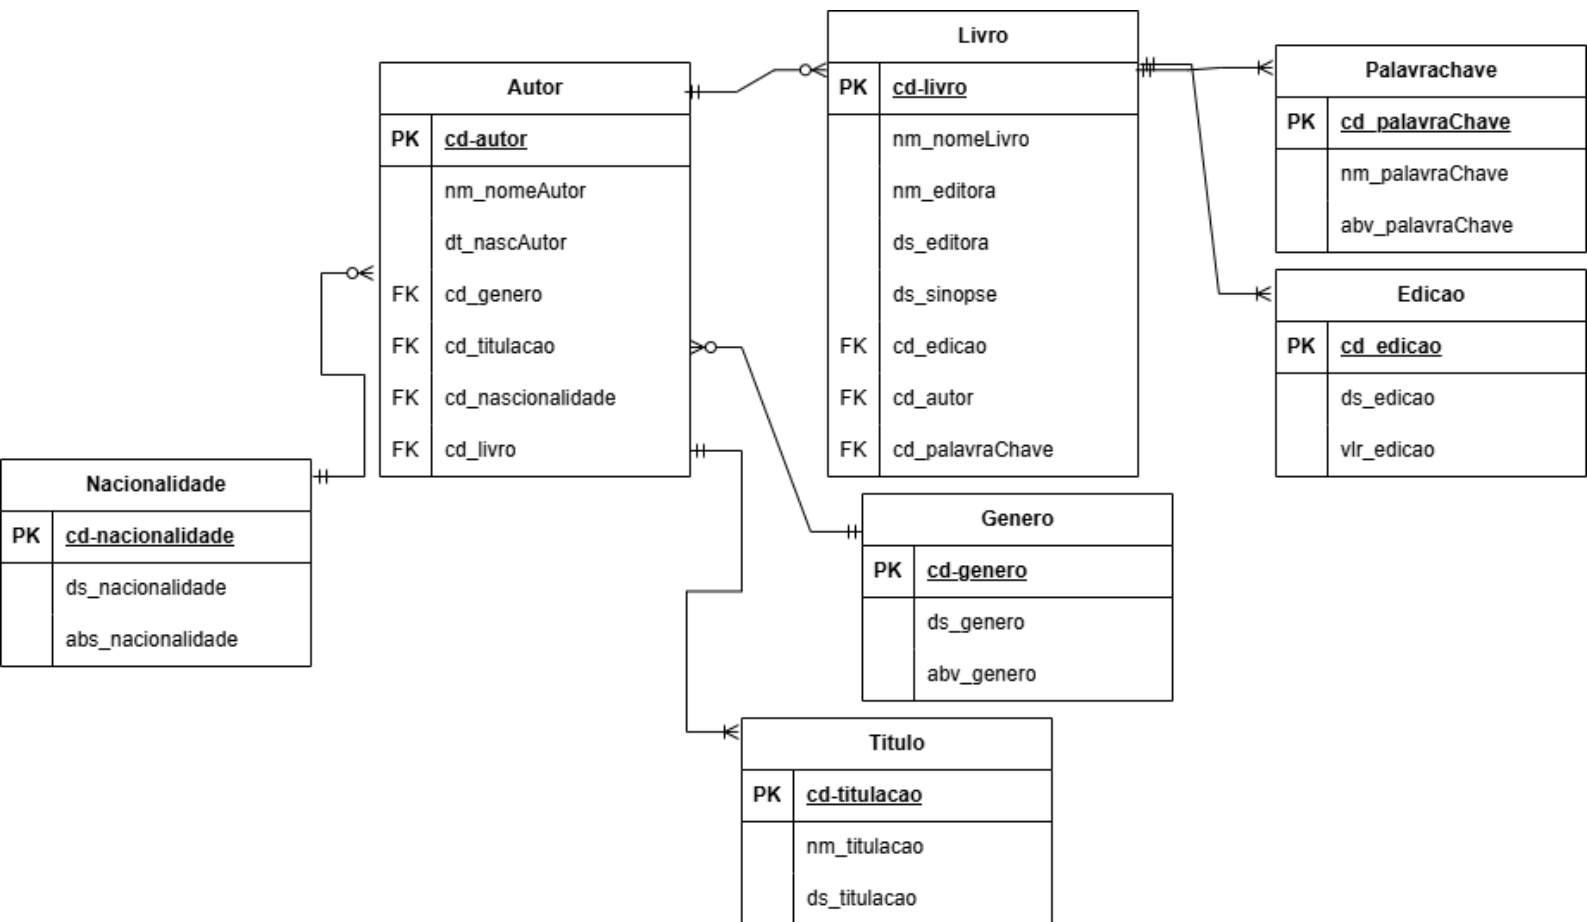 Autor
PK cd-autor
nm_nomeAutor
dt_nascAutor
FK cd_genero
FK cd_titulacao
FK cd_nascionalidade
FK cd_livro
Livro
PK cd-livro
nm_nomeLivro
nm_editora
ds_editora
ds_sinopse
FK cd_edicao
FK cd_autor
FK cd_palavraChave
Palavrachave
PK cd_palavraChave
nm_palavraChave
abv_palavraChave
Edicao
PK cd_edicao
ds_edicao
vlr_edicao
Nacionalidade
PK cd-nacionalidade
ds_nacionalidade
abs_nacionalidade
Genero
PK cd-genero
ds_genero
abv_genero
Titulo
PK cd-titulacao
nm_titulacao
ds_titulacao